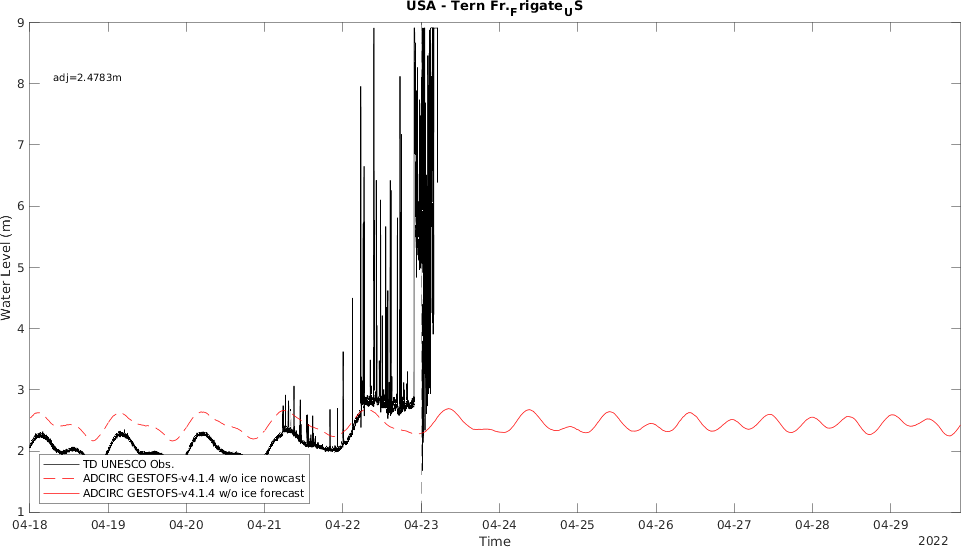 USA - Tern Fr.FrigateUS
adj=2.4783m
Water Level (m)
9
8
7
6
5
4
3
2
1
TD UNESCO Obs.
ADCIRC GESTOFS-v4.1.4 w/o ice nowcast
ADCIRC GESTOFS-v4.1.4 w/o ice forecast
04-18 04-19 04-20 04-21 04-22 04-23 04-24 04-25 04-26 04-27 04-28 04-29
Time
2022